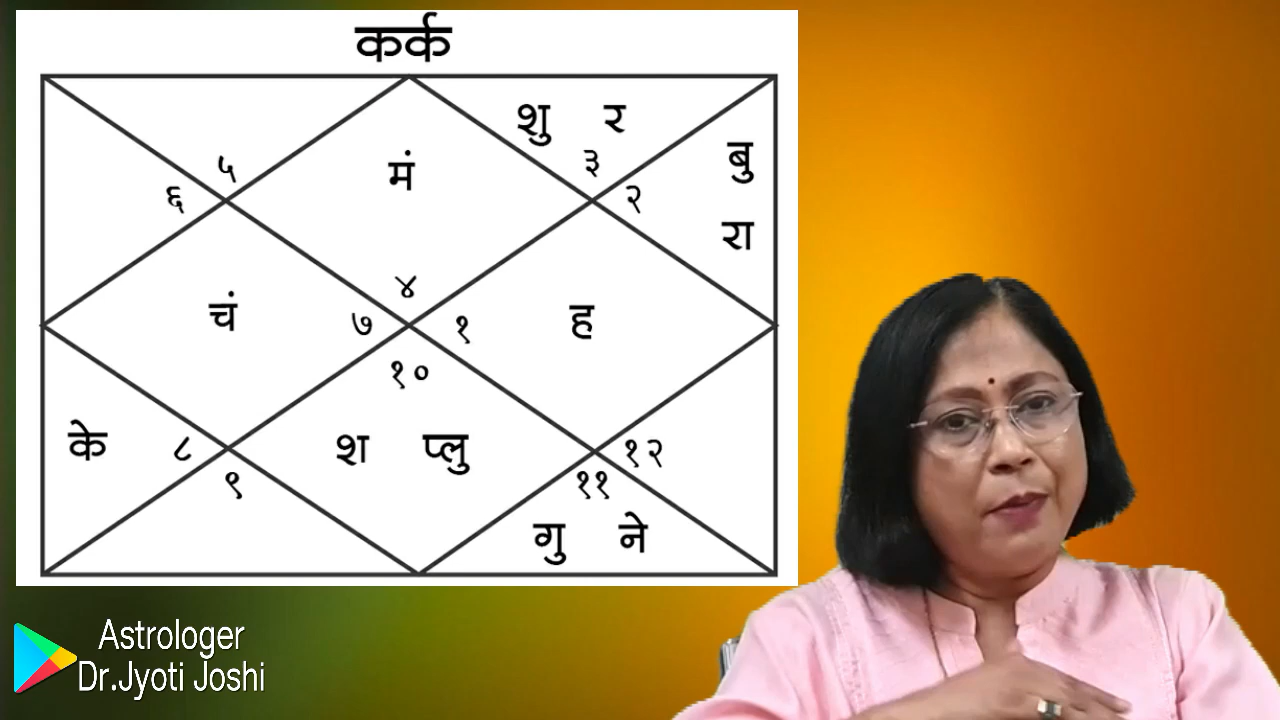 कर्क
शु र
बु
५
मं
३
६
२
रा
४
चं
७
१
ह
१०
के
८
श प्लु
१२
९
११
गु ने
Astrologer
Dr.Jyoti Joshi